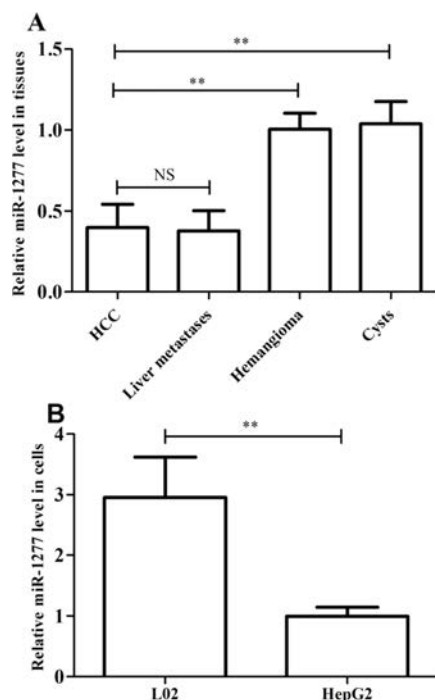 A
**
**
NS
Relative miR-1277 level in tissues
1.5
1.0
0.5
0.0
HCC
Liver metastases
Hemangioma
Cysts
B
**
Relative miR-1277 level in cells
4
3
2
1
0
L02
HepG2